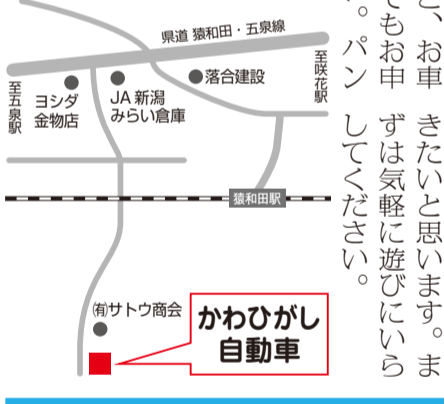 県道 猿和田・五泉線
至咲花駅
落合建設
JA 新潟
みらい倉庫
ヨシダ
金物店
至五泉駅
猿和田駅
㈲サトウ商会
かわひがし
自動車
と、お車
でもお申
。パン
きたいと思います。ま
ずは気軽に遊びにいら
してください。